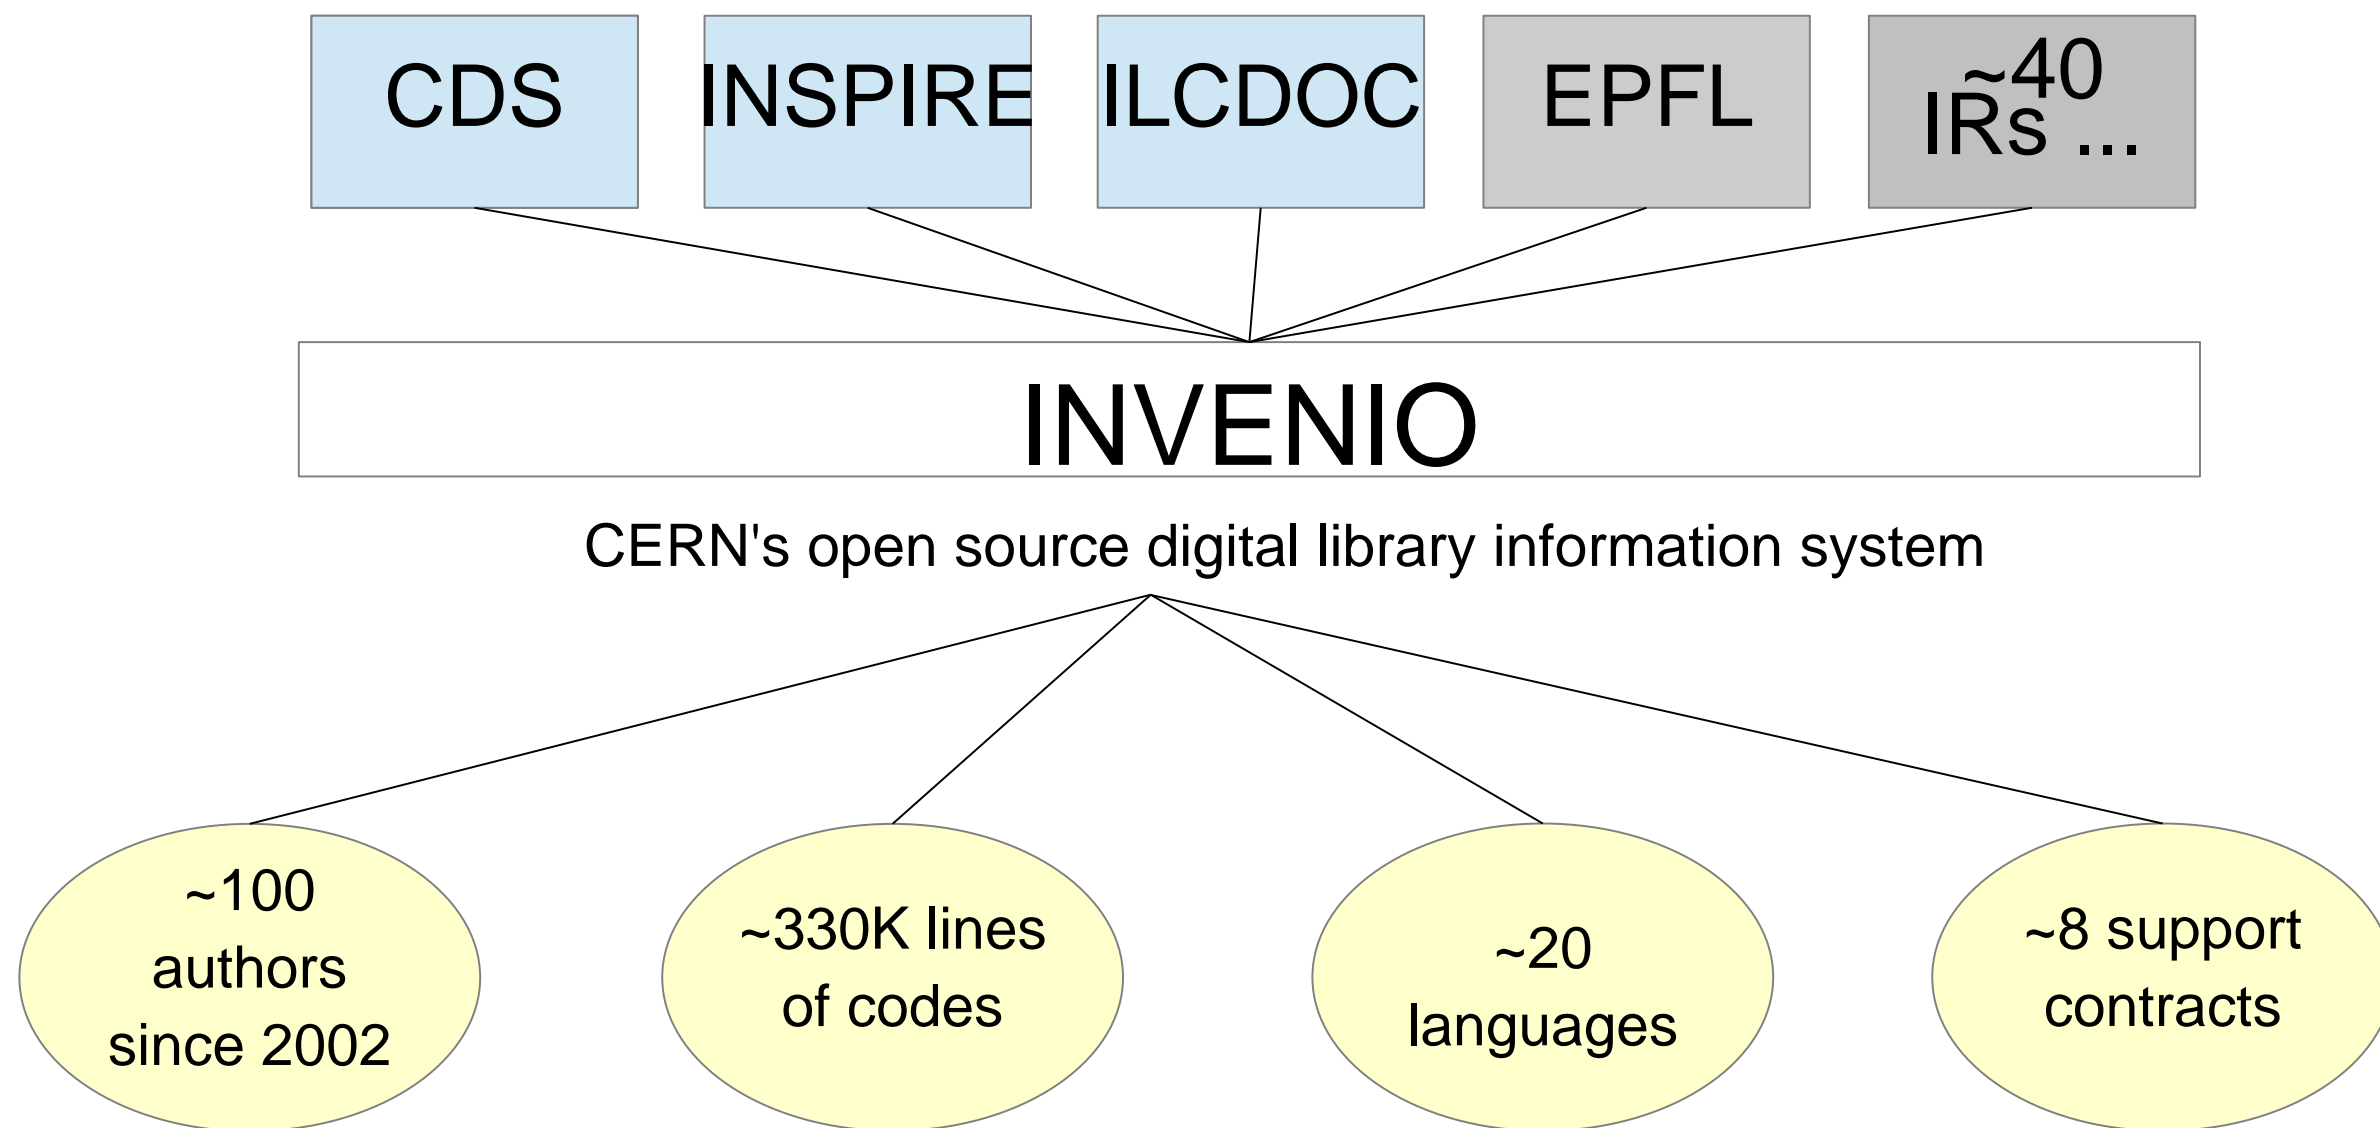 CDS
INSPIRE
ILCDOC
EPFL
~40
IRs ...
INVENIO
CERN's open source digital library information system
~100
authors
since 2002
~330K lines
of codes
~20
languages
~8 support
contracts